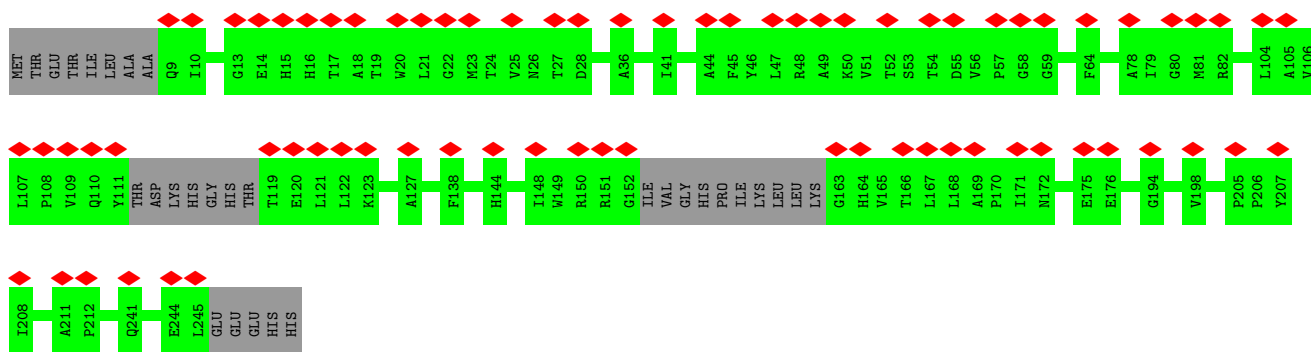 MET THR GLU THR ILE LEU ALA ALA Q9 I10 G13 E14 H15 H16 T17 A18 T19 W20 L21 G22 M23 T24 V25 N26 T27 D28 A36 I41 A44 F45 Y46 L47 R48 A49 K50 V51 T52 S53 T54 D55 V56 P57 G58 G59 F64 A78 I79 G80 M81 R82 L104 A105 V106
L107 P108 V109 Q110 Y111 THR ASP LYS HIS GLY HIS THR T119 E120 L121 L122 K123 A127 F138 H144 I148 W149 R150 R151 G152 ILE VAL GLY HIS PRO ILE LYS LEU LEU LYS G163 H164 V165 T166 L167 L168 A169 P170 I171 N172 E175 E176 G194 V198 P205 P206 Y207
I208 A211 P212 Q241 E244 L245 GLU GLU GLU HIS HIS